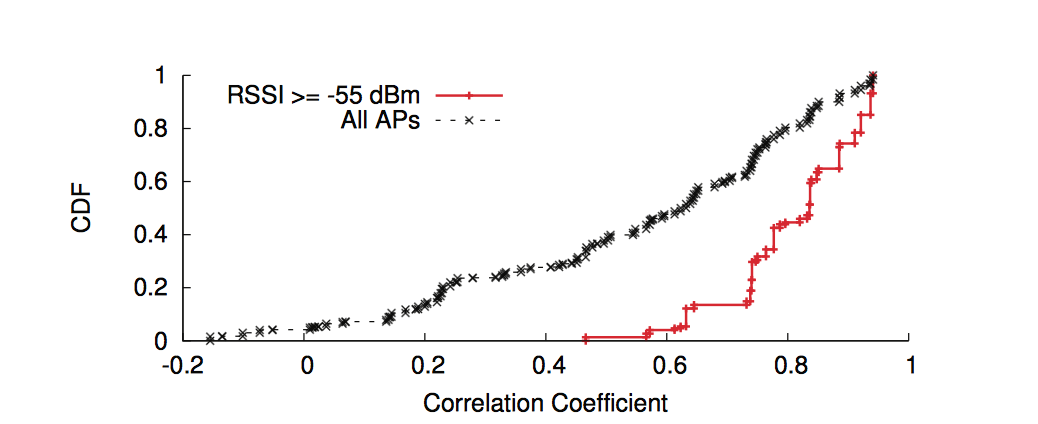 RSSI >= -55 dBm
All APs
CDF
1
0.8
0.6
0.4
0.2
0
-0.2 0 0.2 0.4 0.6 0.8 1
Correlation Coefficient